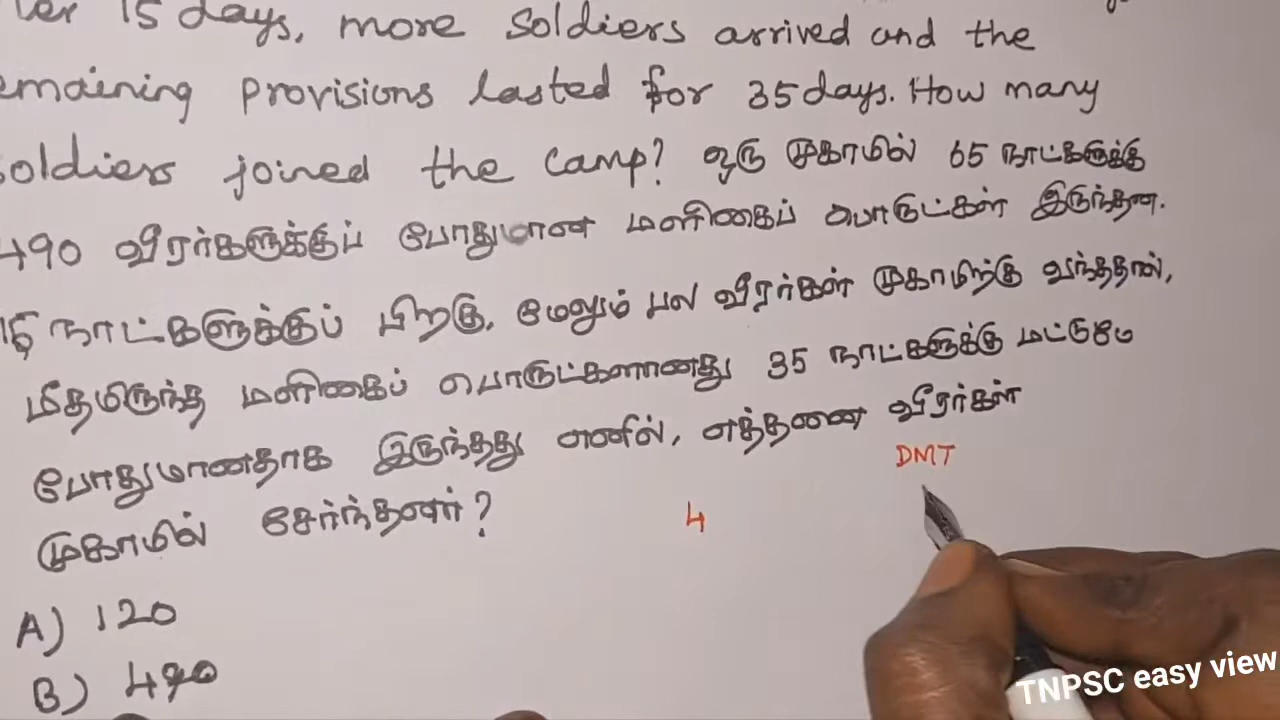 15 days, more soldiers arrived and the
emaining provisions lasted for 35 days. How many
soldiers joined the camp? ஒரு முகாமில் 65 நாட்களுக்கு
490 வீரர்களுக்குப் போதுமான மளிகைப் பொருட்கள் இருந்தன.
15 நாட்களுக்குப் பிறகு, மேலும் பல வீரர்கள் முகாமிற்கு வந்ததால்,
மீதமிருந்த மளிகைப் பொருட்களானது 35 நாட்களுக்கு மட்டுமே
போதுமானதாக இருந்தது எனில், எத்தனை வீரர்கள்
முகாமில் சேர்ந்தனர்?
DMT
4
A) 120
B) 490
TNPSC easy view